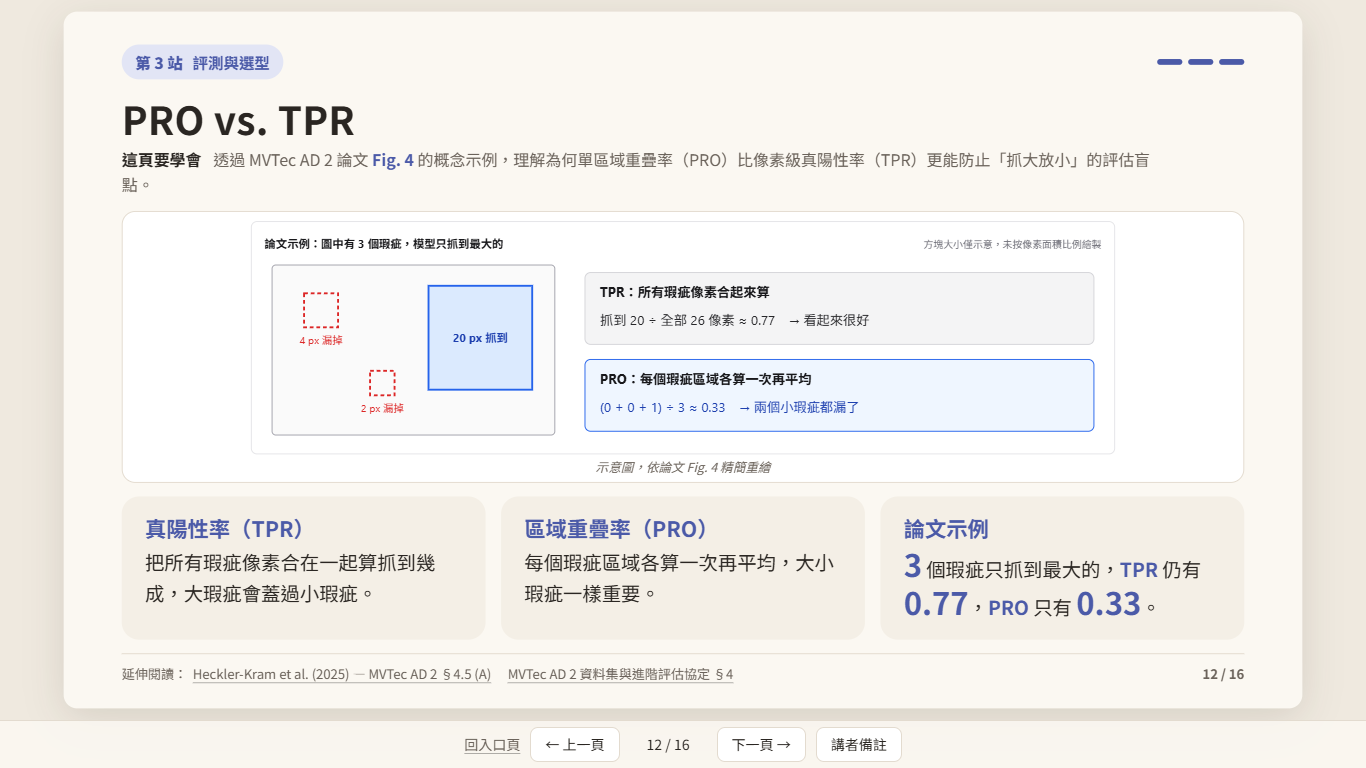 第 3 站 評測與選型
PRO vs. TPR
這頁要學會 透過 MVTec AD 2 論文 Fig. 4 的概念示例，理解為何單區域重疊率（PRO）比像素級真陽性率（TPR）更能防止「抓大放小」的評估盲
點。
論文示例：圖中有 3 個瑕疵，模型只抓到最大的
方塊大小僅示意，未按像素面積比例繪製
4 px 漏掉
20 px 抓到
2 px 漏掉
TPR：所有瑕疵像素合起來算
抓到 20 ÷ 全部 26 像素 ≈ 0.77 → 看起來很好
PRO：每個瑕疵區域各算一次再平均
(0 + 0 + 1) ÷ 3 ≈ 0.33 → 兩個小瑕疵都漏了
示意圖，依論文 Fig. 4 精簡重繪
真陽性率（TPR）
把所有瑕疵像素合在一起算抓到幾
成，大瑕疵會蓋過小瑕疵。
區域重疊率（PRO）
每個瑕疵區域各算一次再平均，大小
瑕疵一樣重要。
論文示例
3 個瑕疵只抓到最大的，TPR 仍有
0.77，PRO 只有 0.33。
延伸閱讀： Heckler-Kram et al. (2025) — MVTec AD 2 §4.5 (A) MVTec AD 2 資料集與進階評估協定 §4
12 / 16
回入口頁 ← 上一頁 12 / 16 下一頁 → 講者備註